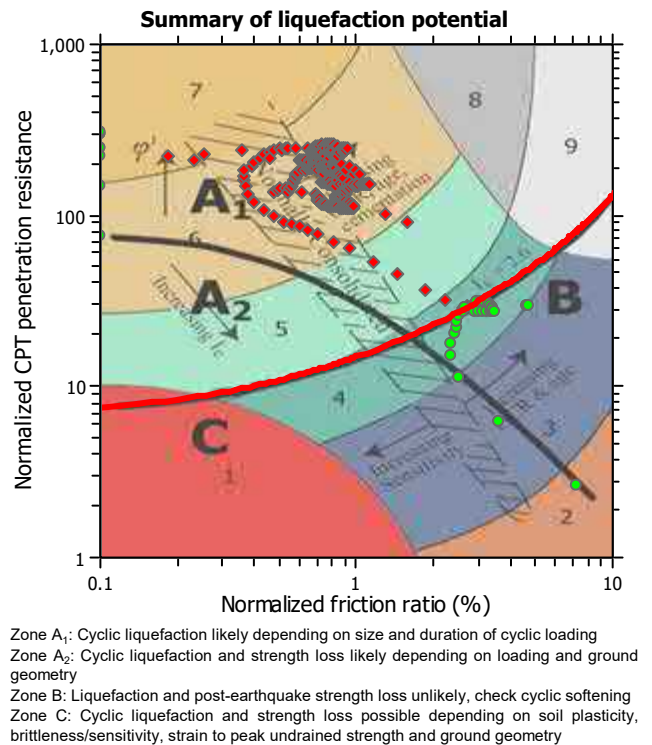 Summary of liquefaction potential
Normalized CPT penetration resistance
1,000
100
10
1
7
8
9
φ'
A1
6
A2
Increasing Ic
5
B
4
C
1
3
2
Increasing
Sensitivity
0.1
1
10
Normalized friction ratio (%)
Zone A1: Cyclic liquefaction likely depending on size and duration of cyclic loading
Zone A2: Cyclic liquefaction and strength loss likely depending on loading and ground
geometry
Zone B: Liquefaction and post-earthquake strength loss unlikely, check cyclic softening
Zone C: Cyclic liquefaction and strength loss possible depending on soil plasticity,
brittleness/sensitivity, strain to peak undrained strength and ground geometry